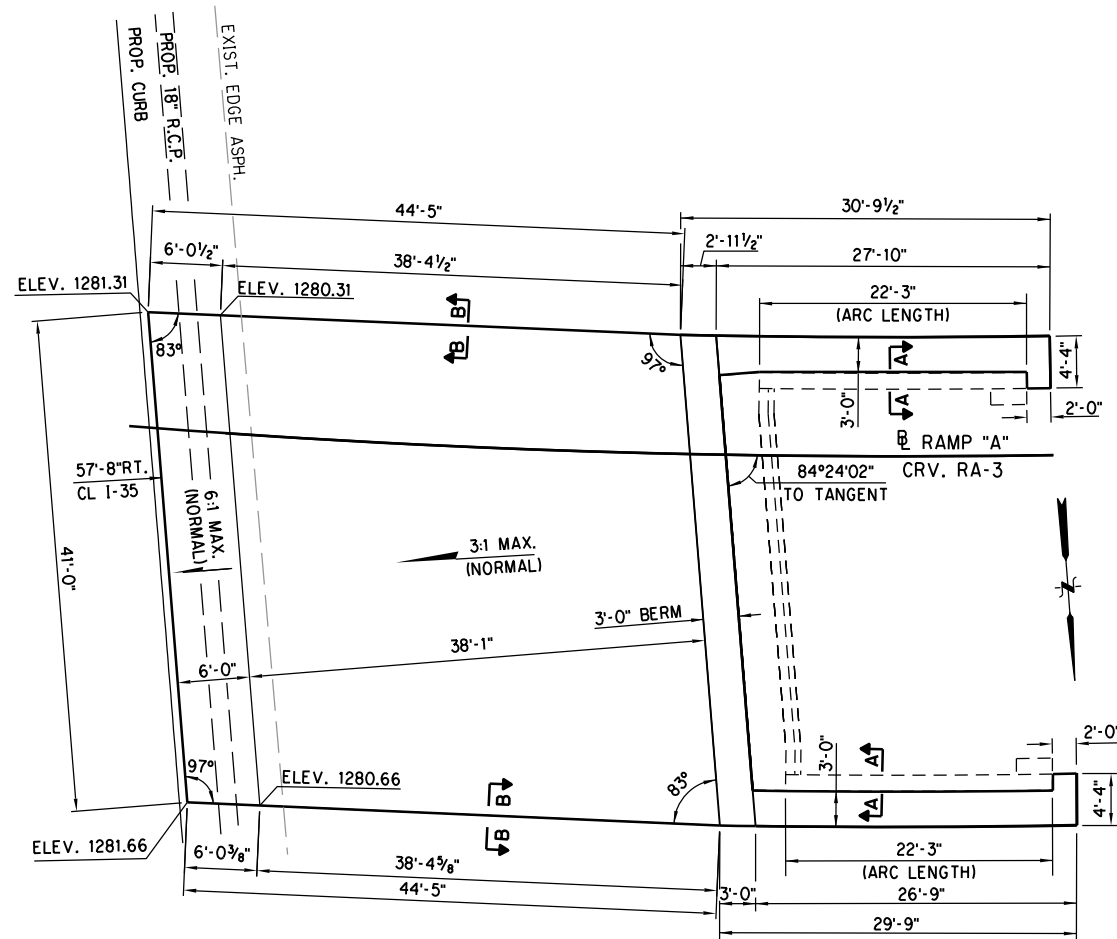 EXIST. EDGE ASPH.
PROP. 18" R.C.P.
PROP. CURB
44'-5"
30'-9½"
6'-0½"
38'-4½"
2'-11½"
27'-10"
ELEV. 1281.31
ELEV. 1280.31
22'-3"
(ARC LENGTH)
B
B
A
A
83°
97°
3'-0"
4'-4"
2'-0"
℄ RAMP "A"
CRV. RA-3
84°24'02"
TO TANGENT
57'-8"RT.
CL I-35
6:1 MAX.
(NORMAL)
3:1 MAX.
(NORMAL)
N
41'-0"
3'-0" BERM
38'-1"
6'-0"
97°
ELEV. 1280.66
B
B
83°
3'-0"
A
A
2'-0"
4'-4"
ELEV. 1281.66
6'-0⅜"
38'-4⅝"
44'-5"
22'-3"
(ARC LENGTH)
3'-0"
26'-9"
29'-9"